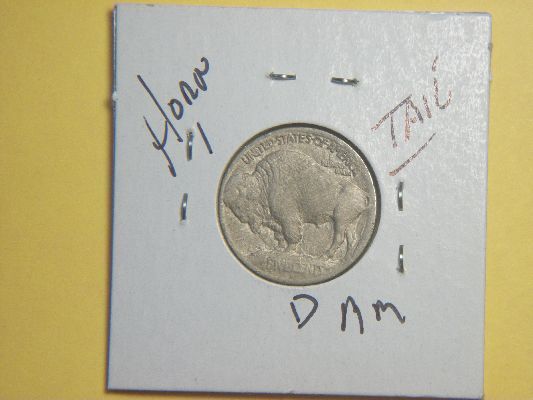 Horn
TAIL
UNITED STATES OF AMERICA
FIVE CENTS
D AM